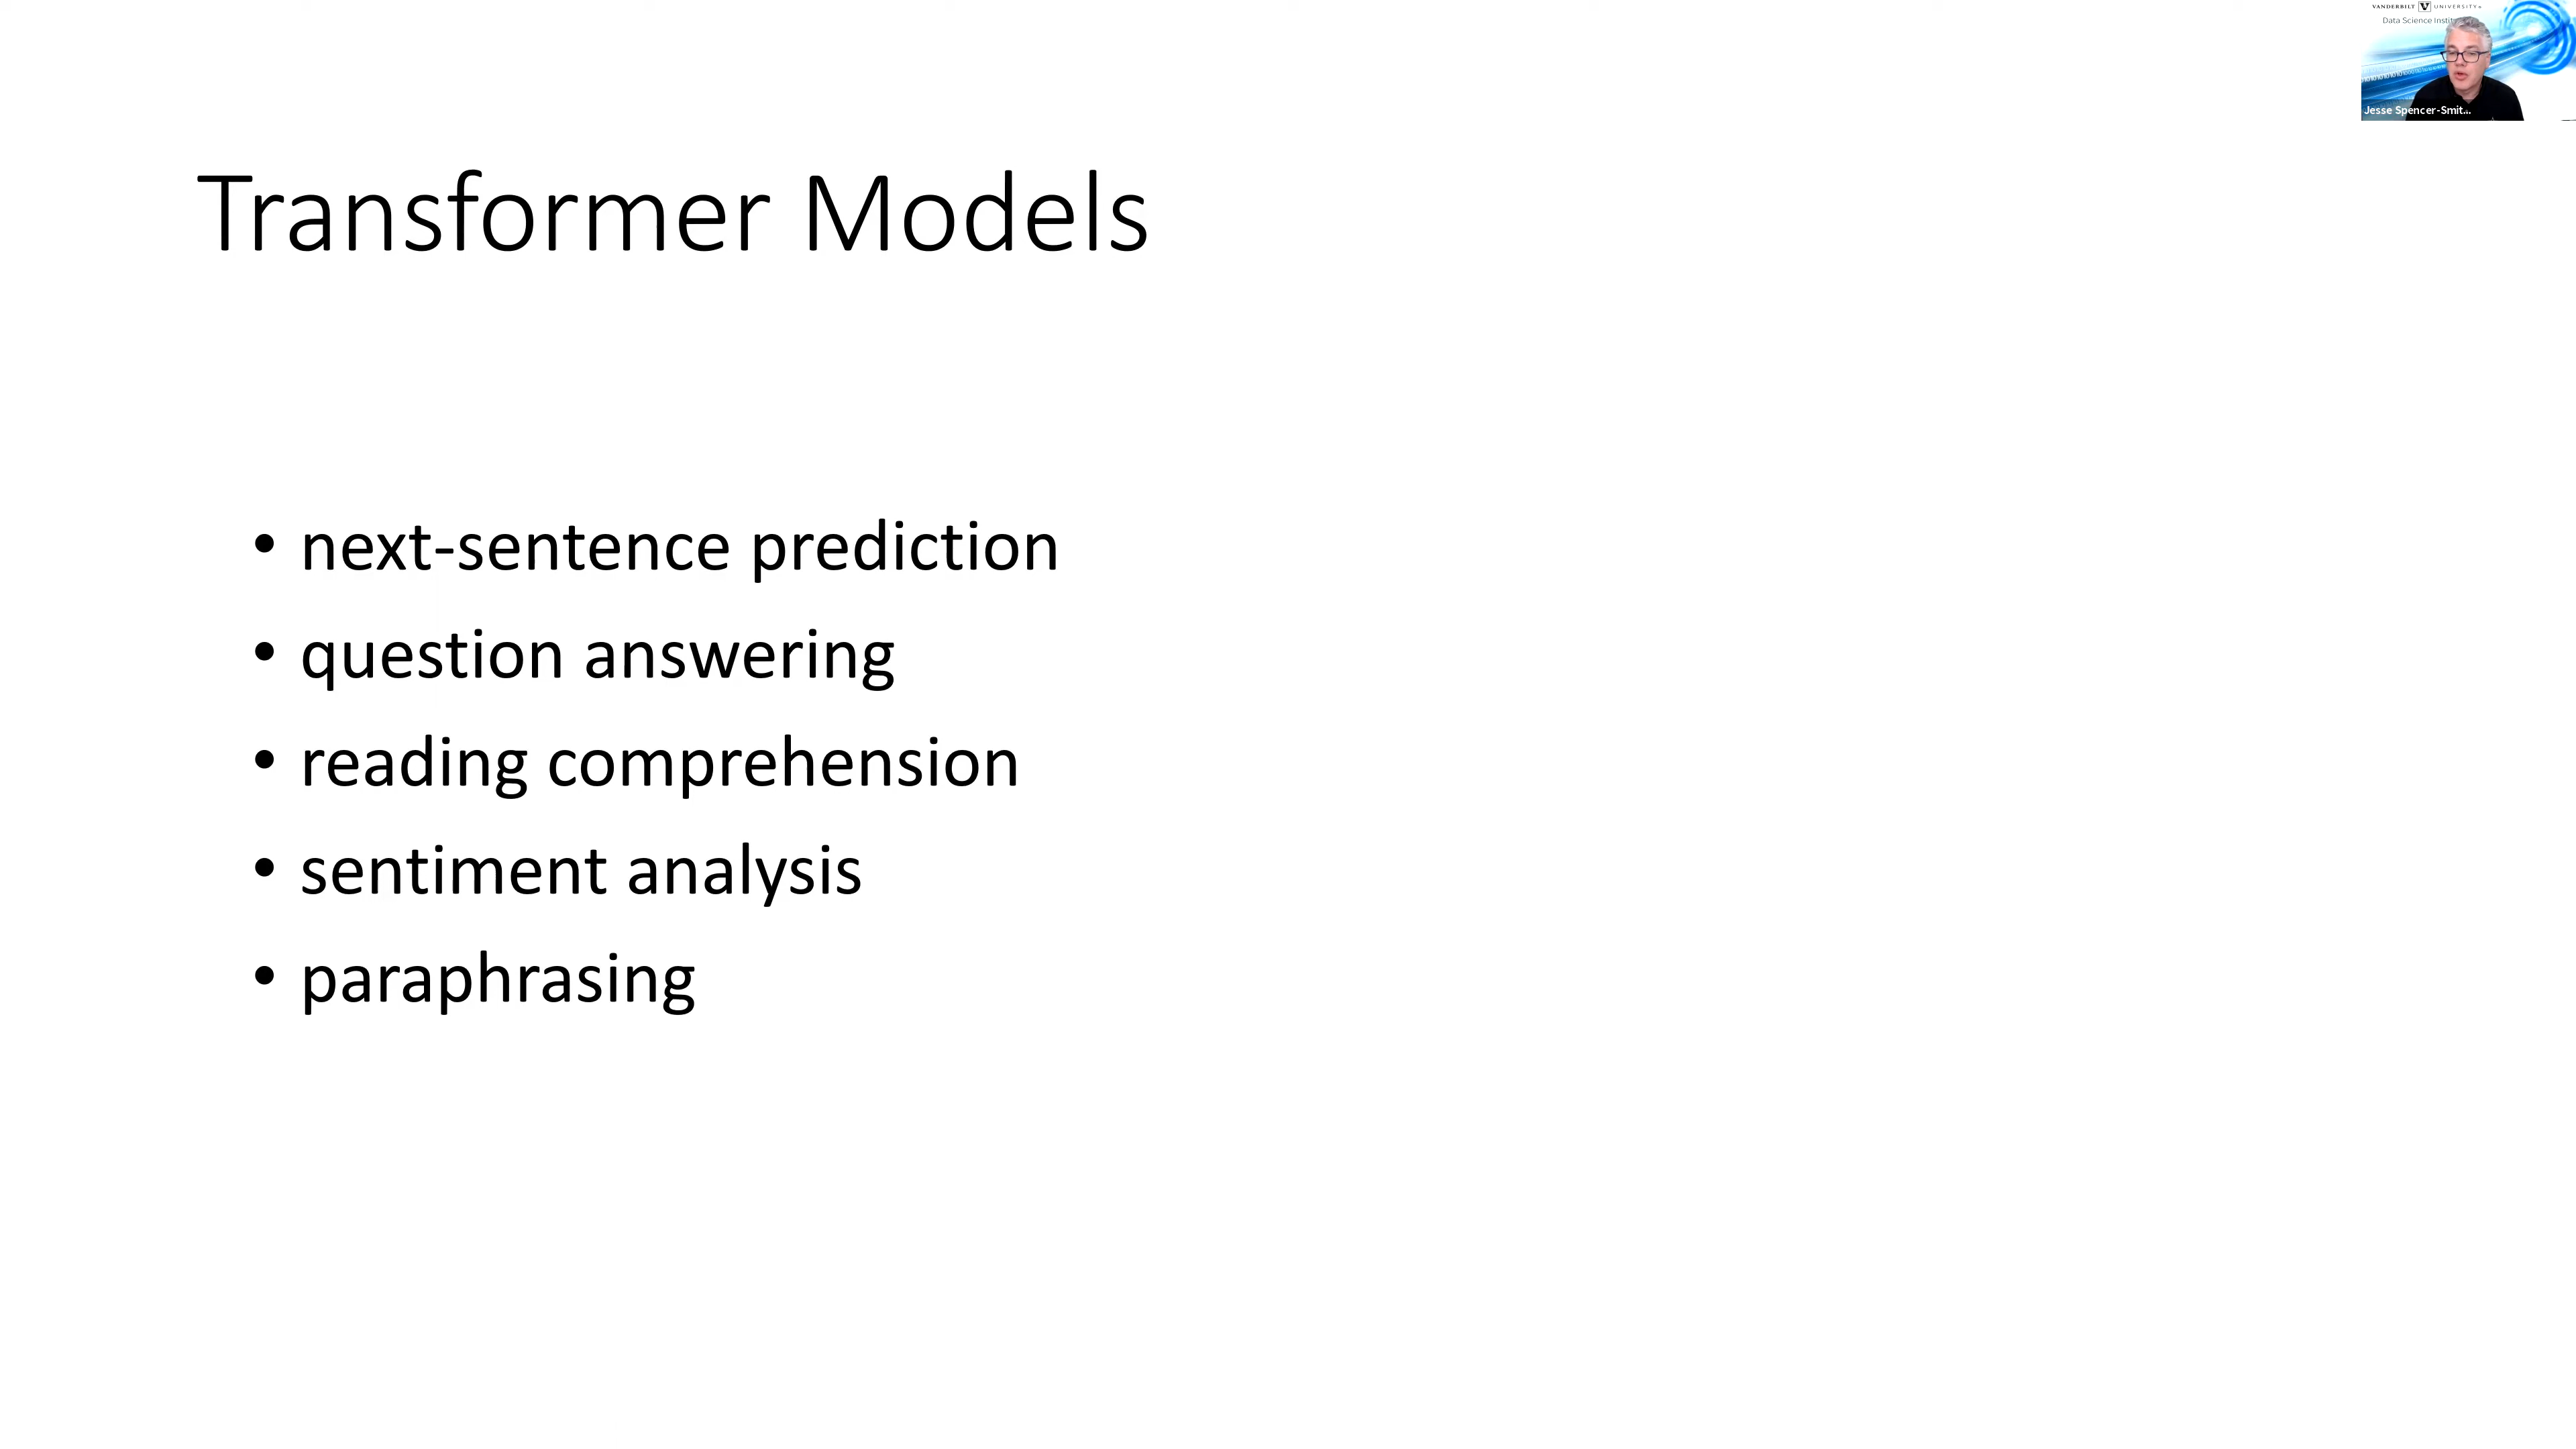 VANDERBILT V UNIVERSITY
Data Science Instit
Jesse Spencer-Smit...
Transformer Models
• next-sentence prediction
• question answering
• reading comprehension
• sentiment analysis
• paraphrasing